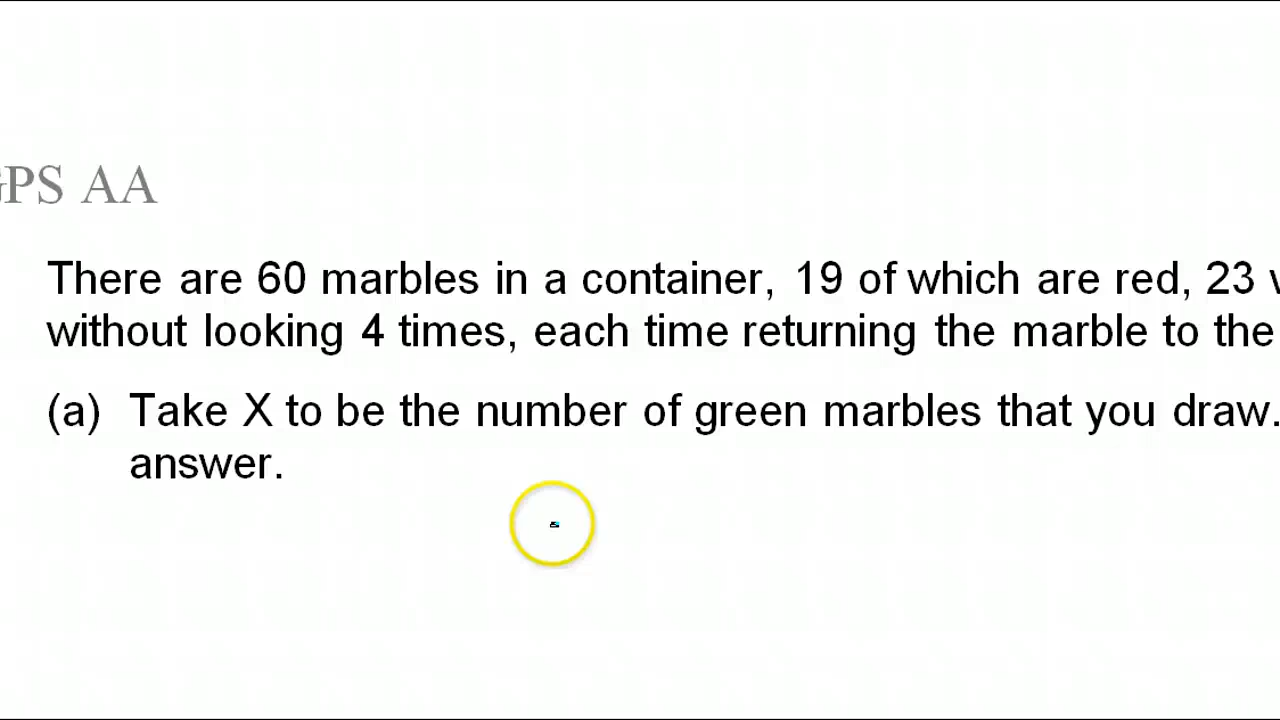 GPS AA
There are 60 marbles in a container, 19 of which are red, 23
without looking 4 times, each time returning the marble to the
(a) Take X to be the number of green marbles that you draw.
answer.